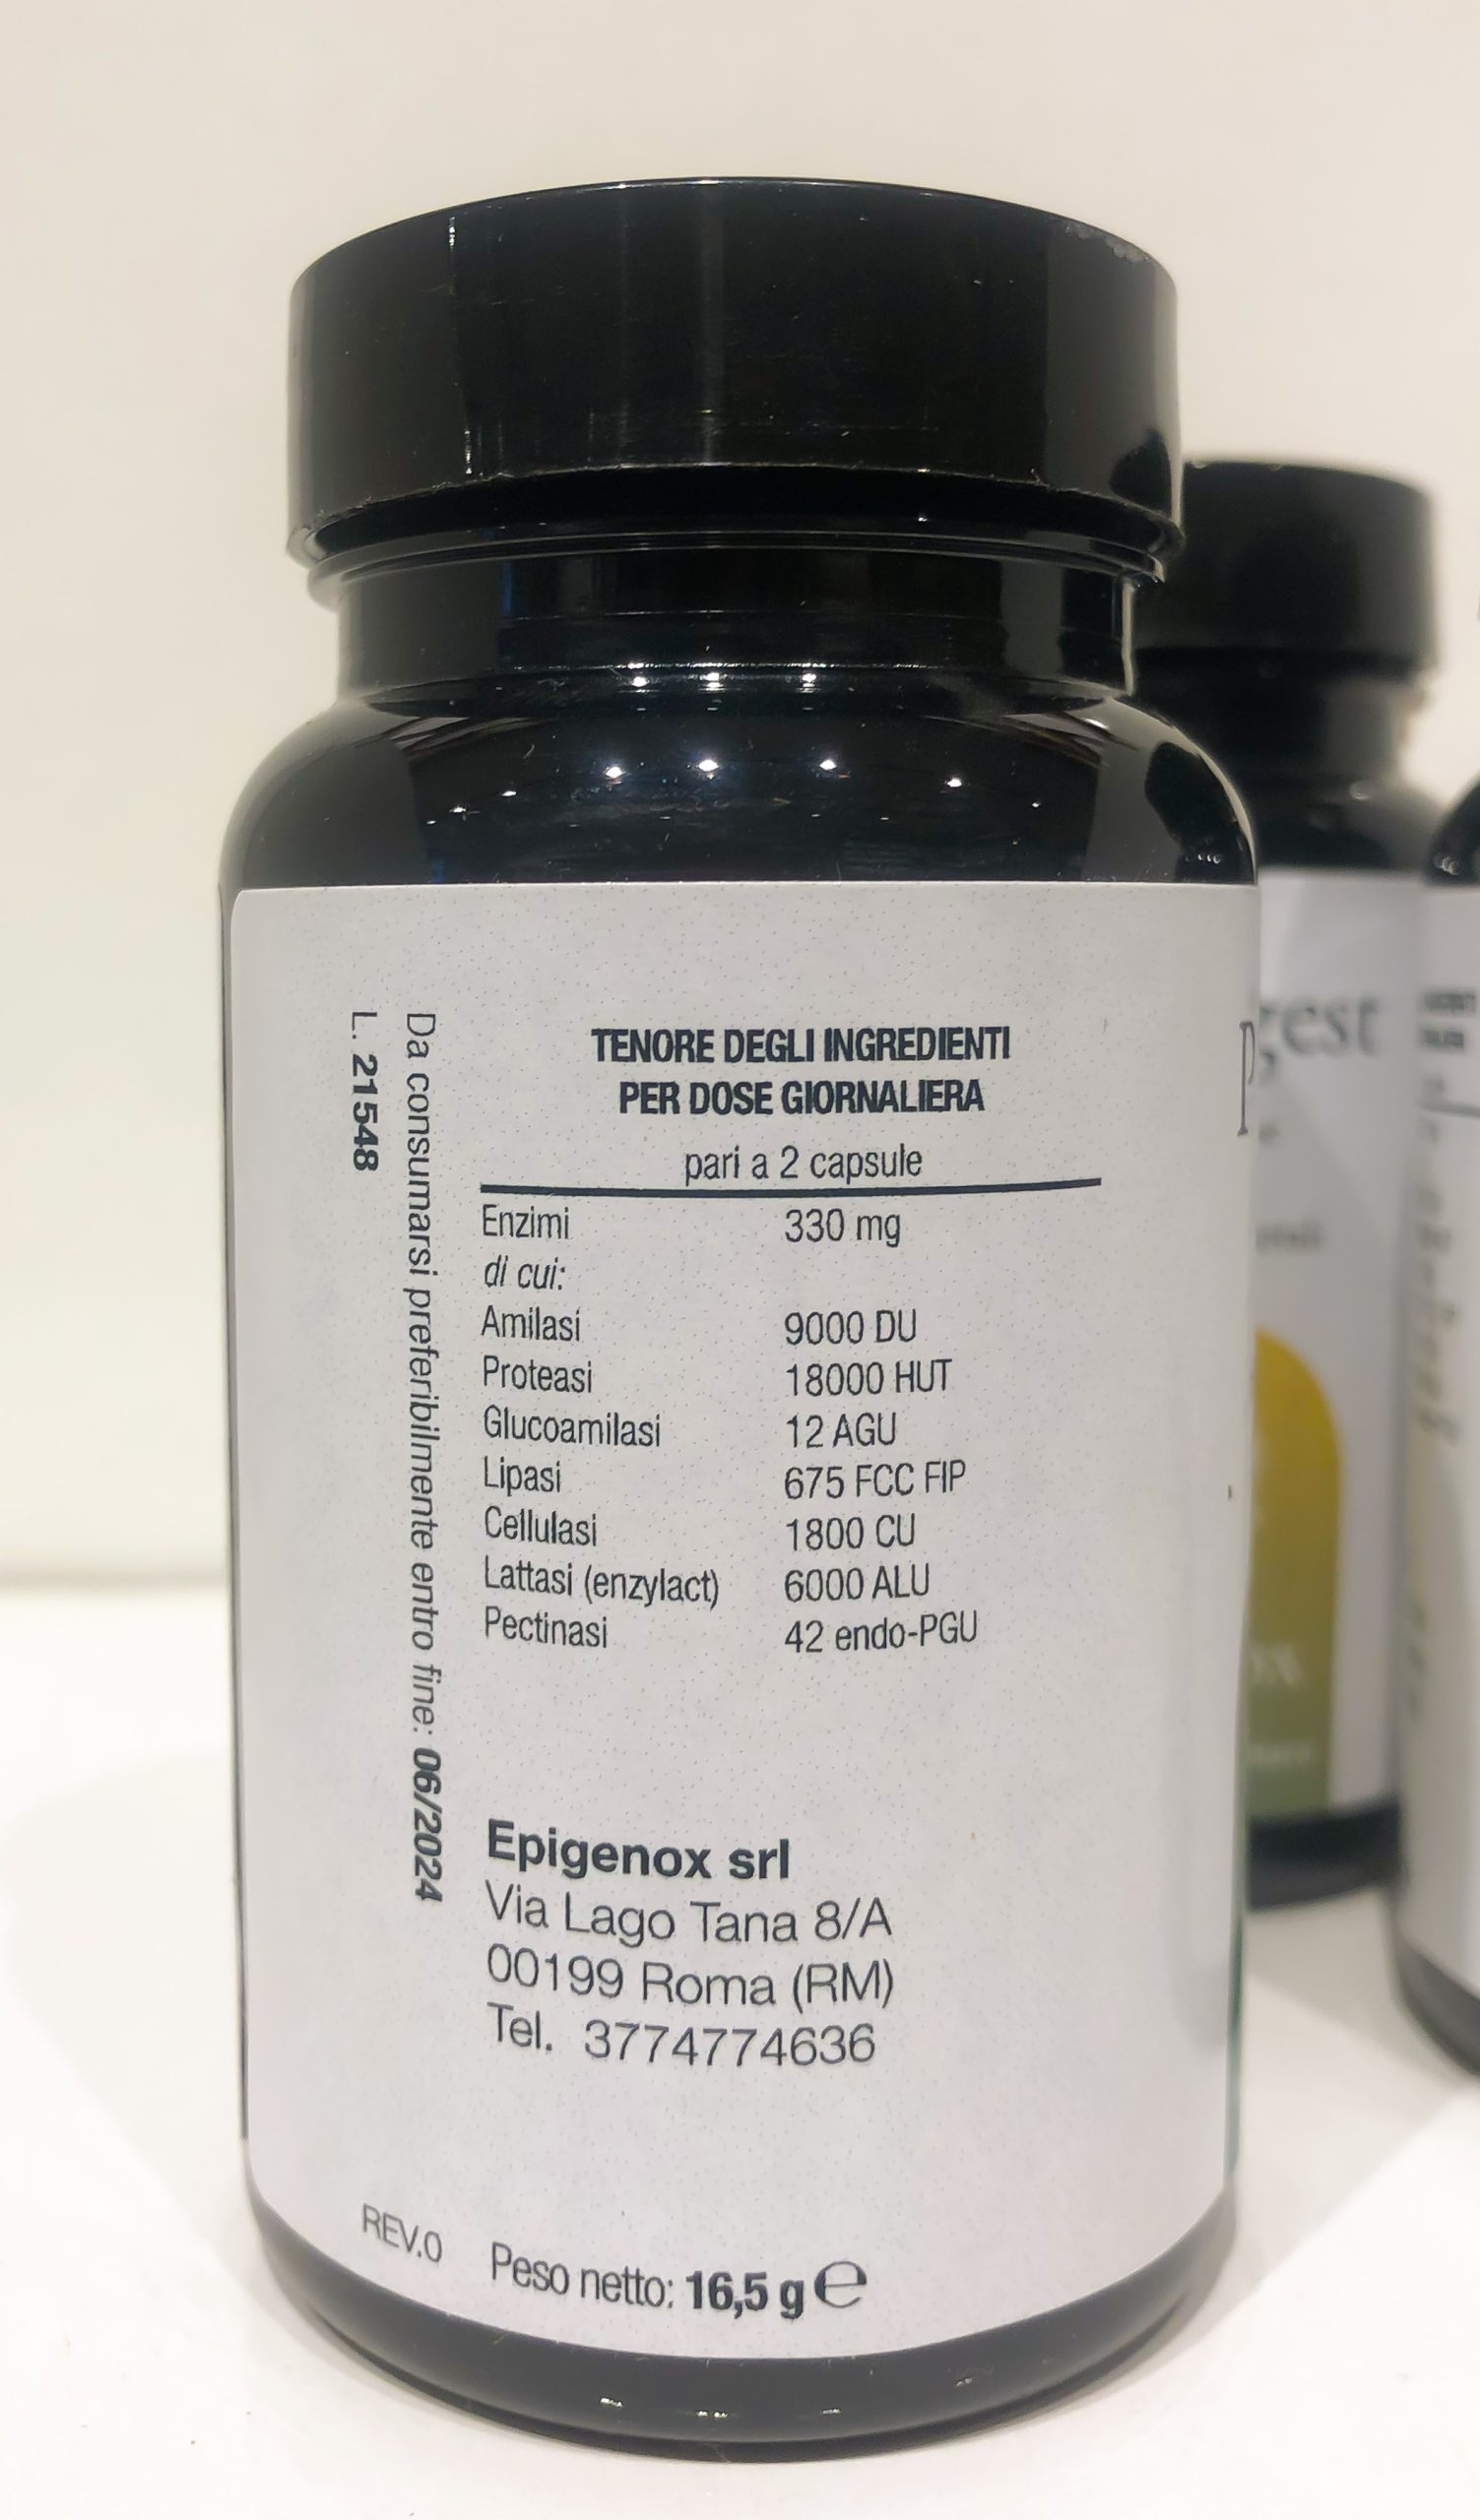 TENORE DEGLI INGREDIENTI
PER DOSE GIORNALIERA
pari a 2 capsule
Enzimi 330 mg
di cui:
Amilasi 9000 DU
Proteasi 18000 HUT
Glucoamilasi 12 AGU
Lipasi 675 FCC FIP
Cellulasi 1800 CU
Lattasi (enzylact) 6000 ALU
Pectinasi 42 endo-PGU
Da consumarsi preferibilmente entro fine: 06/2024
L. 21548
Epigenox srl
Via Lago Tana 8/A
00199 Roma (RM)
Tel. 3774774636
REV.0 Peso netto: 16,5 g ℮